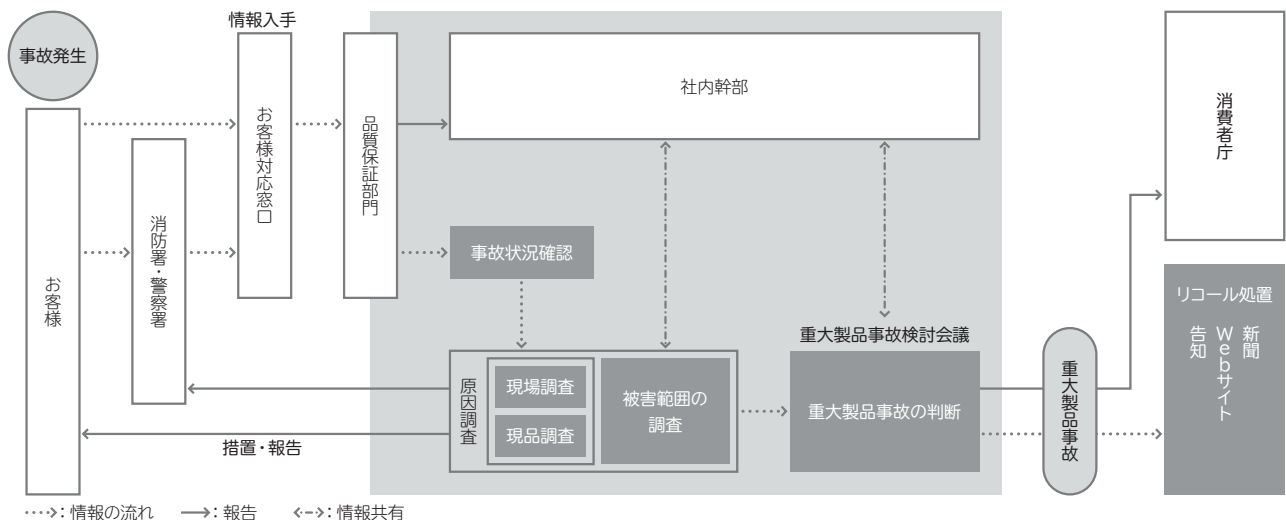 事故発生
情報入手
お客様
消防署・警察署
お客様対応窓口
品質保証部門
社内幹部
事故状況確認
原因調査
現場調査
現品調査
被害範囲の
調査
重大製品事故検討会議
重大製品事故の判断
重大製品事故
消費者庁
リコール処置
新聞
Webサイト
告知
措置・報告
：情報の流れ
：報告
：情報共有